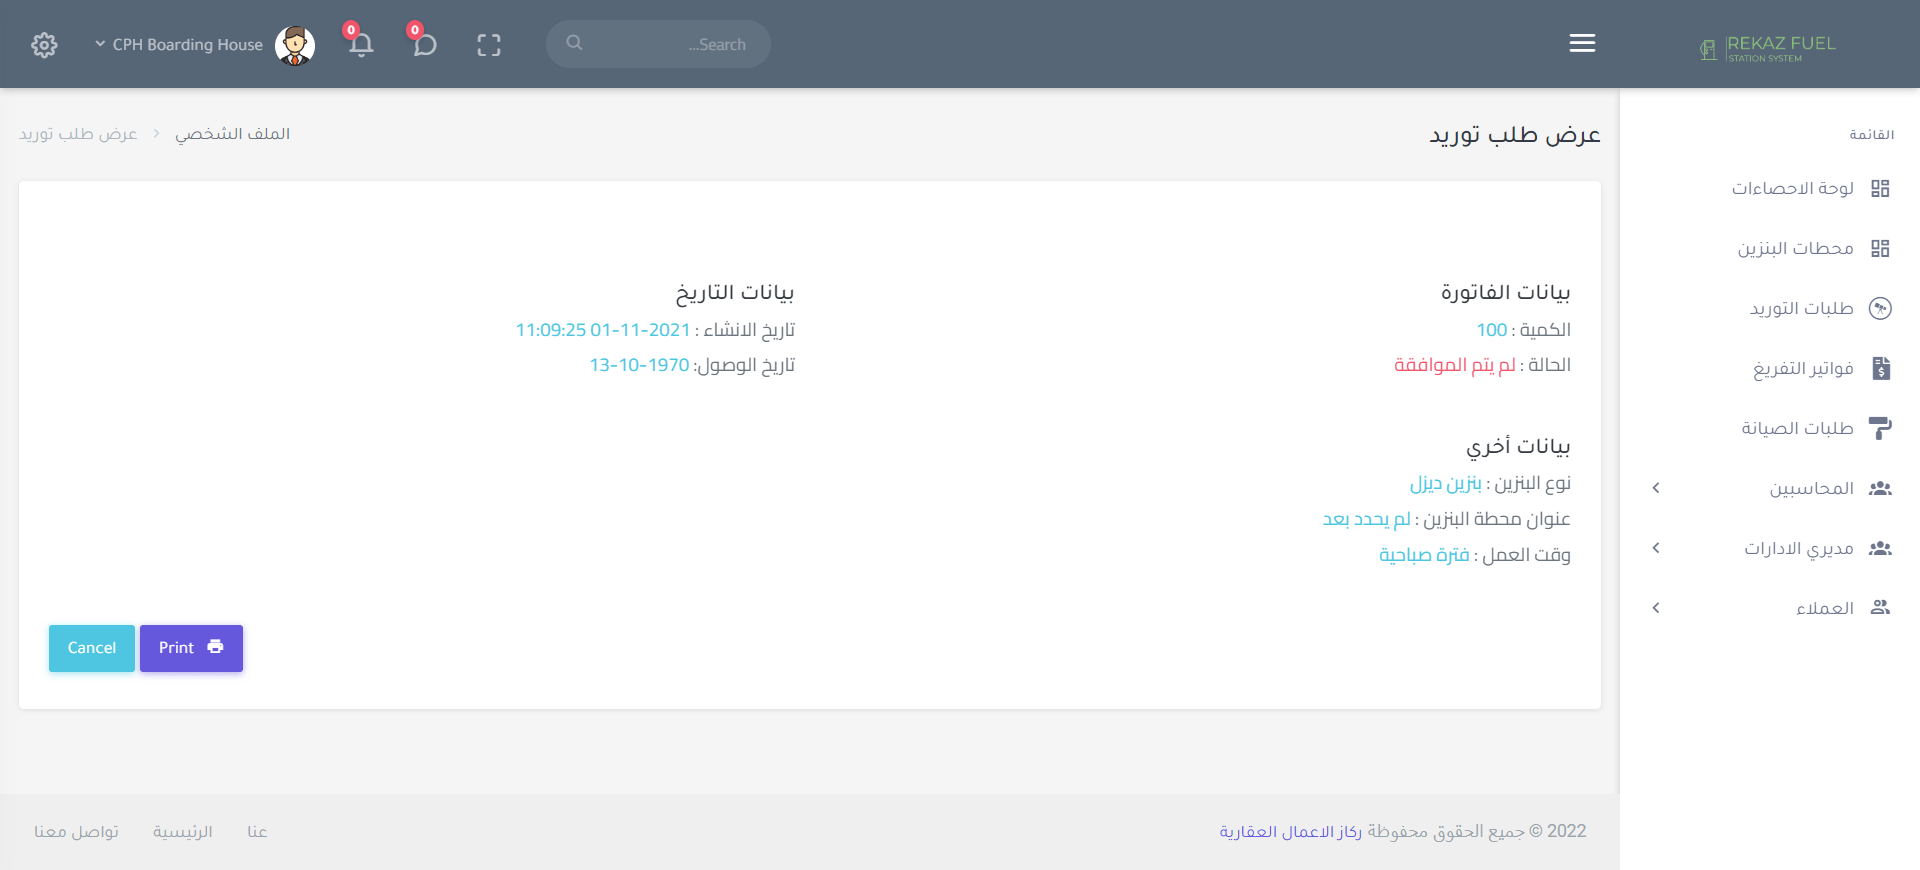 REKAZ FUEL
STATION SYSTEM
Search...
0
0
CPH Boarding House
القائمة
لوحة الاحصاءات
محطات البنزين
طلبات التوريد
فواتير التفريغ
طلبات الصيانة
المحاسبين
مديري الادارات
العملاء
عرض طلب توريد
الملف الشخصي
عرض طلب توريد
بيانات الفاتورة
الكمية : 100
الحالة : لم يتم الموافقة
بيانات التاريخ
تاريخ الانشاء : 2021-11-01 11:09:25
تاريخ الوصول: 1970-10-13
بيانات أخري
نوع البنزين : بنزين ديزل
عنوان محطة البنزين : لم يحدد بعد
وقت العمل : فترة صباحية
Print
Cancel
2022 © جميع الحقوق محفوظة ركاز الاعمال العقارية
عنا
الرئيسية
تواصل معنا